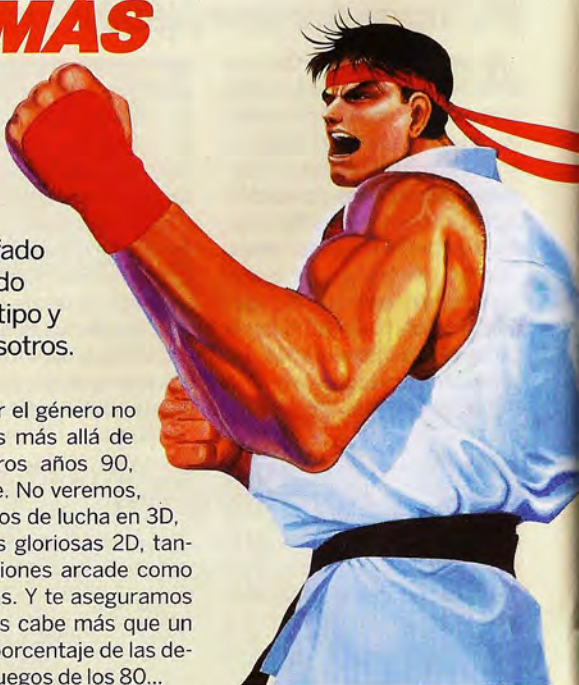 MAS
fado
do
tipo y
sotros.
r el género no
s más allá de
ros años 90,
e. No veremos,
os de lucha en 3D,
s gloriosas 2D, tan-
iones arcade como
s. Y te aseguramos
s cabe más que un
porcentaje de las de-
uegos de los 80...